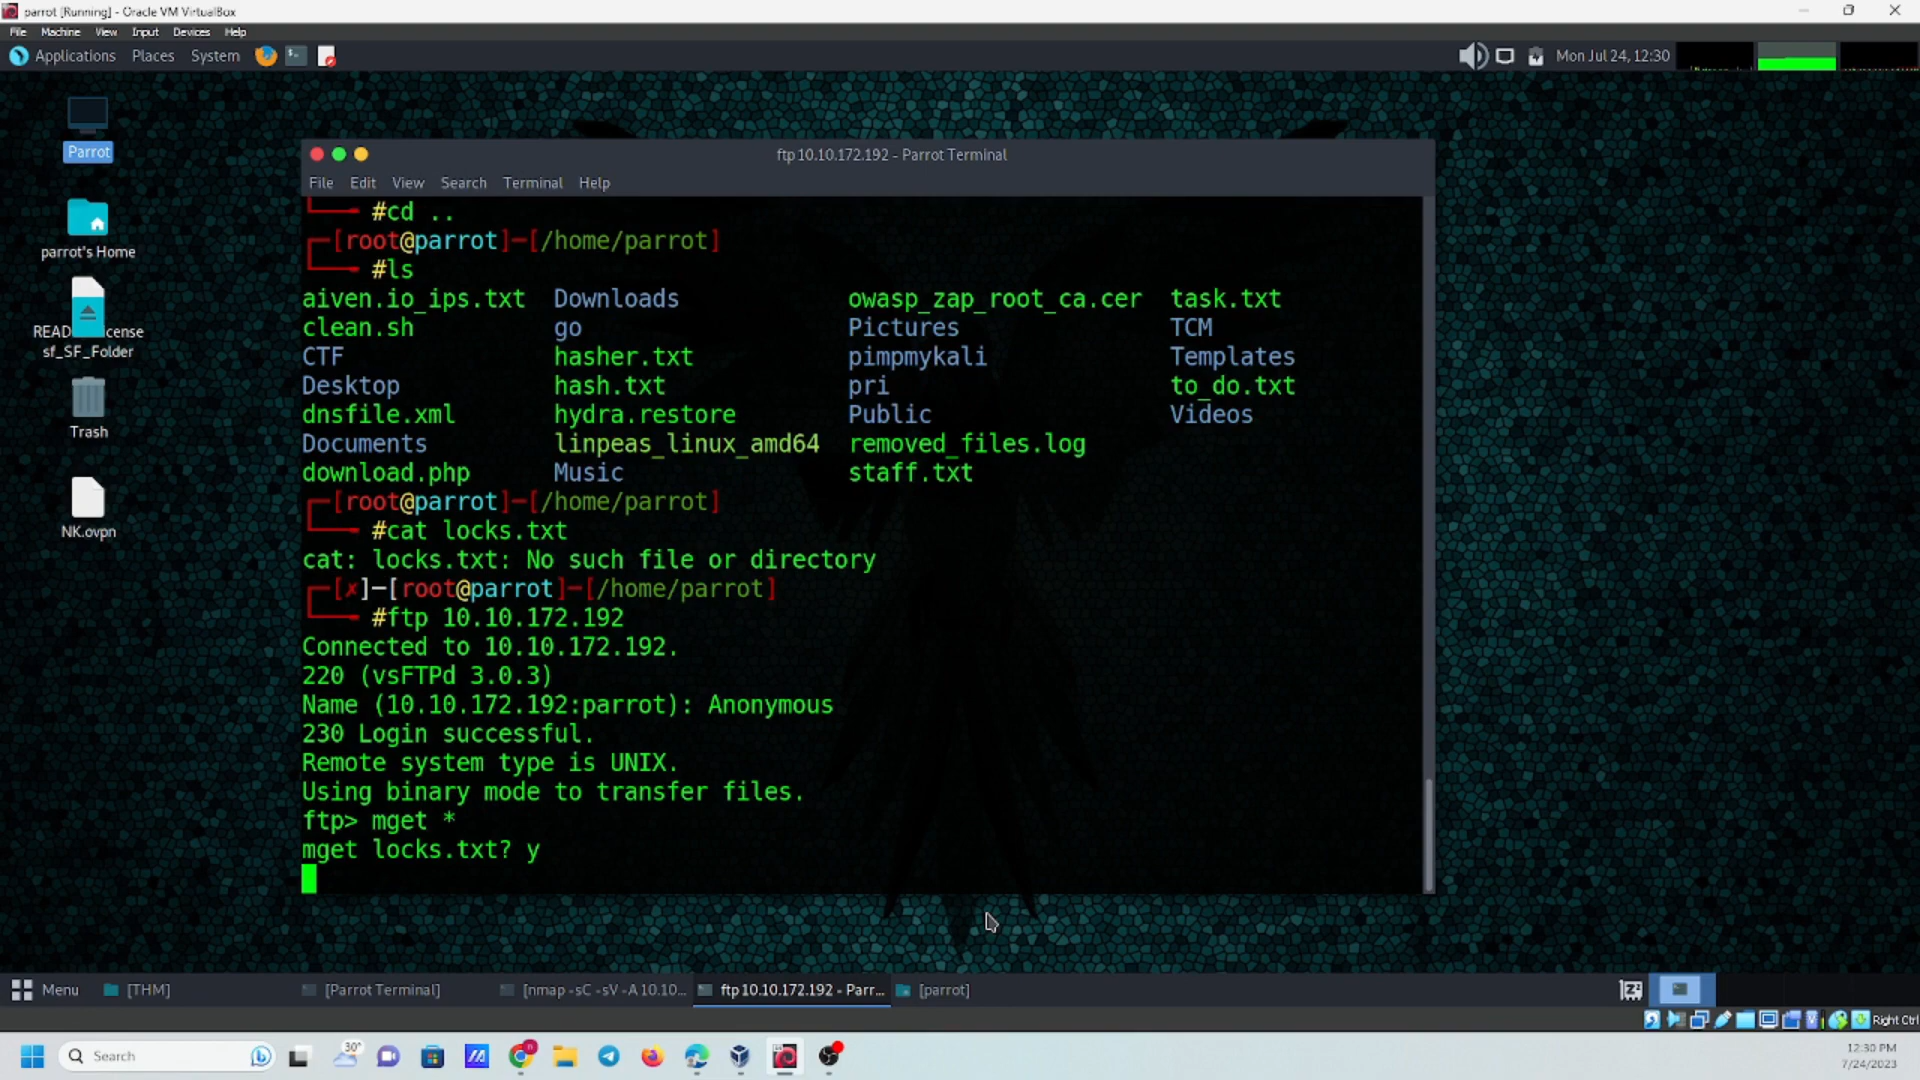 parrot [Running] - Oracle VM VirtualBox
File Machine View Input Devices Help
Applications Places System
Mon Jul 24, 12:30
Parrot
parrot's Home
READ cense
sf_SF_Folder
Trash
NK.ovpn
ftp 10.10.172.192 - Parrot Terminal
File Edit View Search Terminal Help
#cd ..
[root@parrot]-[/home/parrot]
#ls
aiven.io_ips.txt Downloads owasp_zap_root_ca.cer task.txt
clean.sh go Pictures TCM
CTF hasher.txt pimpmykali Templates
Desktop hash.txt pri to_do.txt
dnsfile.xml hydra.restore Public Videos
Documents linpeas_linux_amd64 removed_files.log
download.php Music staff.txt
[root@parrot]-[/home/parrot]
#cat locks.txt
cat: locks.txt: No such file or directory
[✗]-[root@parrot]-[/home/parrot]
#ftp 10.10.172.192
Connected to 10.10.172.192.
220 (vsFTPd 3.0.3)
Name (10.10.172.192:parrot): Anonymous
230 Login successful.
Remote system type is UNIX.
Using binary mode to transfer files.
ftp> mget *
mget locks.txt? y
Menu [THM] [Parrot Terminal] [nmap -sC -sV -A 10.10... ftp 10.10.172.192 - Parr... [parrot]
Right Ctrl
Search 30°
12:30 PM
7/24/2023